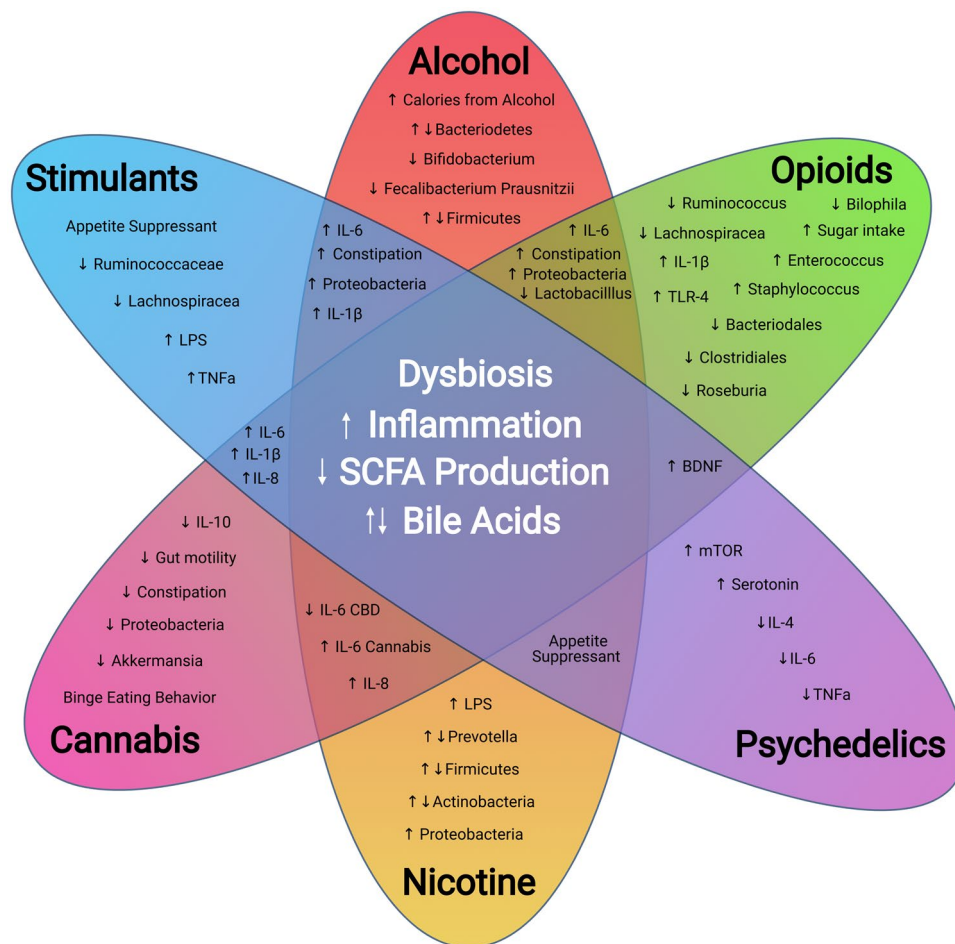 Alcohol
↑ Calories from Alcohol
↑↓Bacteriodetes
↓ Bifidobacterium
↓ Fecalibacterium Prausnitzii
↑↓Firmicutes
Stimulants
Appetite Suppressant
↓ Ruminococcaceae
↓ Lachnospiracea
↑ LPS
↑TNFa
↑ IL-6
↑ Constipation
↑ Proteobacteria
↑ IL-1β
↑ IL-6
↑ Constipation
↑ Proteobacteria
↓ Lactobacilllus
Opioids
↓ Ruminococcus
↓ Bilophila
↓ Lachnospiracea
↑ Sugar intake
↑ IL-1β
↑ Enterococcus
↑ TLR-4
↑ Staphylococcus
↓ Bacteriodales
↓ Clostridiales
↓ Roseburia
Dysbiosis
↑ Inflammation
↓ SCFA Production
↑↓ Bile Acids
↑ IL-6
↑ IL-1β
↑IL-8
↑ BDNF
↓ IL-10
↓ Gut motility
↓ Constipation
↓ Proteobacteria
↓ Akkermansia
Binge Eating Behavior
Cannabis
↓ IL-6 CBD
↑ IL-6 Cannabis
↑ IL-8
Appetite
Suppressant
↑ mTOR
↑ Serotonin
↓IL-4
↓IL-6
↓TNFa
Psychedelics
↑ LPS
↑↓Prevotella
↑↓Firmicutes
↑↓Actinobacteria
↑ Proteobacteria
Nicotine